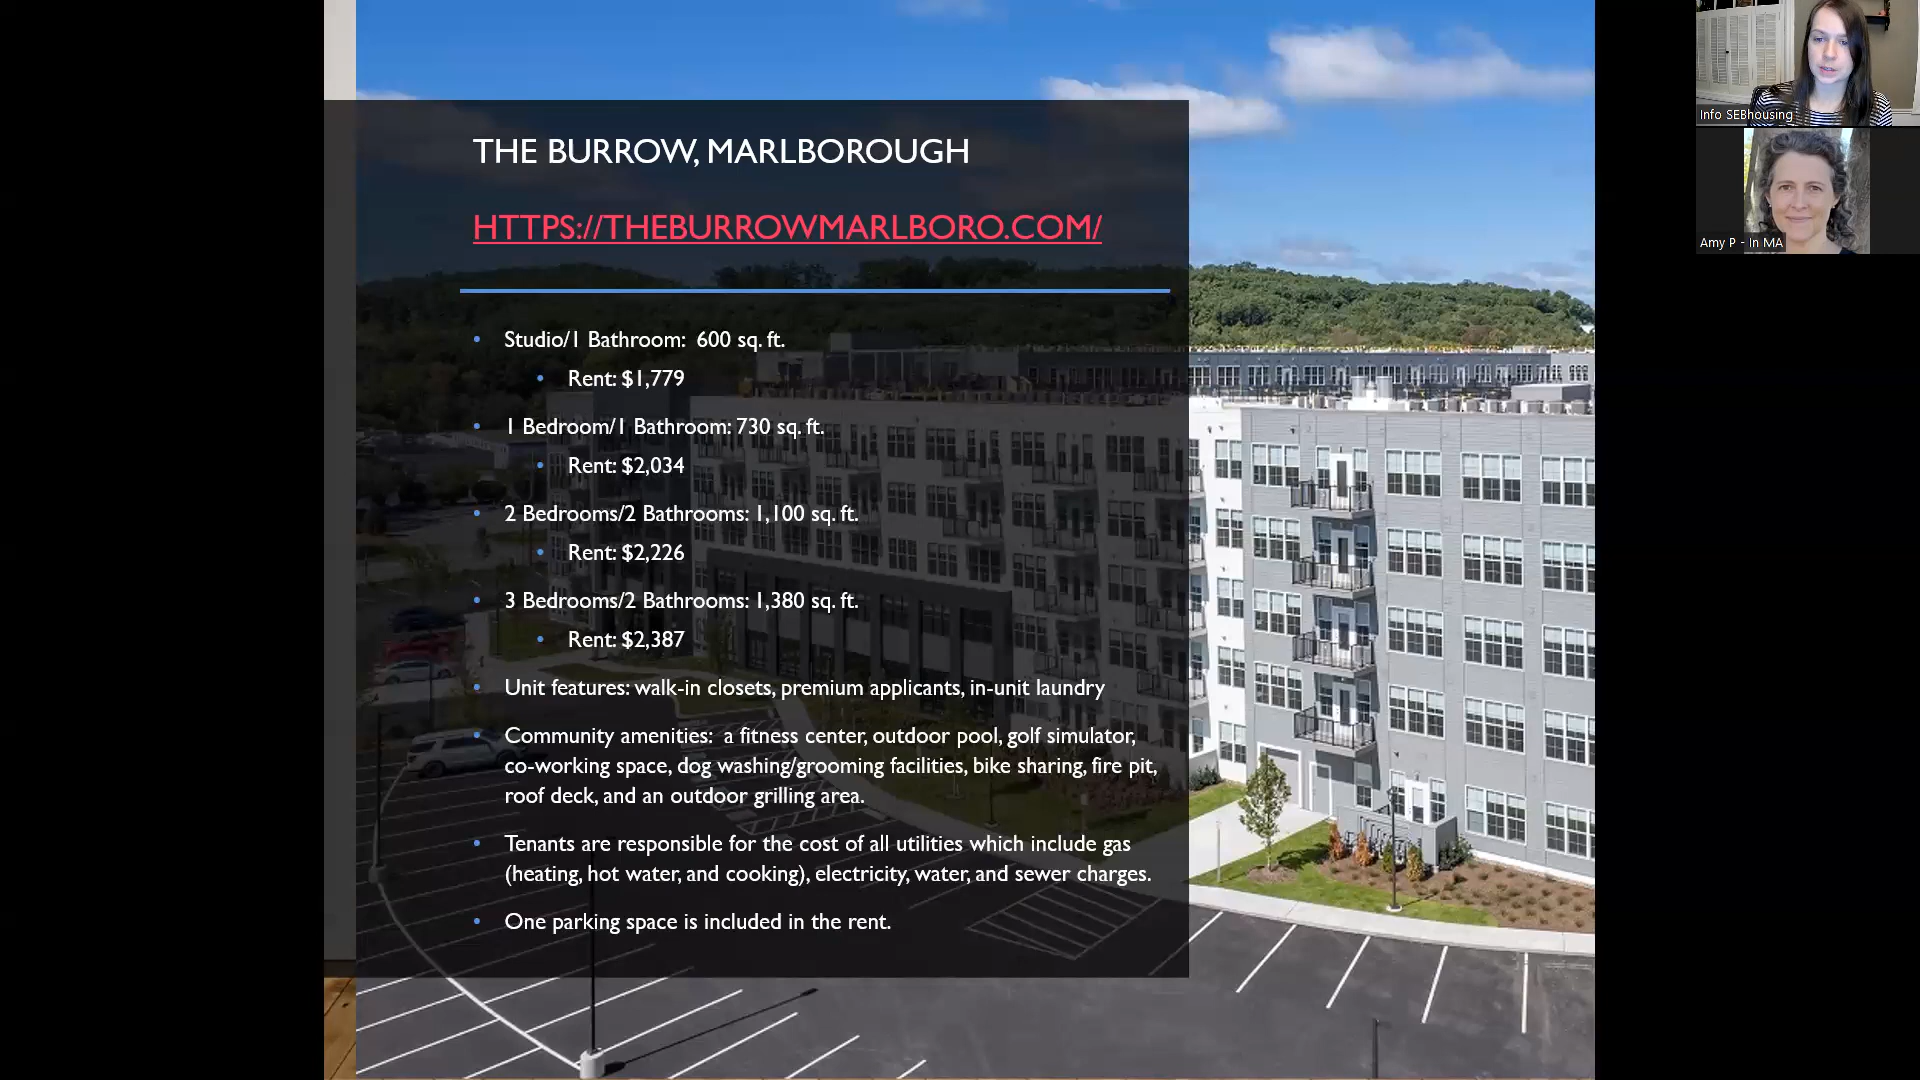 THE BURROW, MARLBOROUGH
HTTPS://THEBURROWMARLBORO.COM/
• Studio/1 Bathroom: 600 sq. ft.
• Rent: $1,779
• 1 Bedroom/1 Bathroom: 730 sq. ft.
• Rent: $2,034
• 2 Bedrooms/2 Bathrooms: 1,100 sq. ft.
• Rent: $2,226
• 3 Bedrooms/2 Bathrooms: 1,380 sq. ft.
• Rent: $2,387
• Unit features: walk-in closets, premium applicants, in-unit laundry
• Community amenities: a fitness center, outdoor pool, golf simulator,
co-working space, dog washing/grooming facilities, bike sharing, fire pit,
roof deck, and an outdoor grilling area.
• Tenants are responsible for the cost of all utilities which include gas
(heating, hot water, and cooking), electricity, water, and sewer charges.
• One parking space is included in the rent.
Info SEBhousing
Amy P - In MA